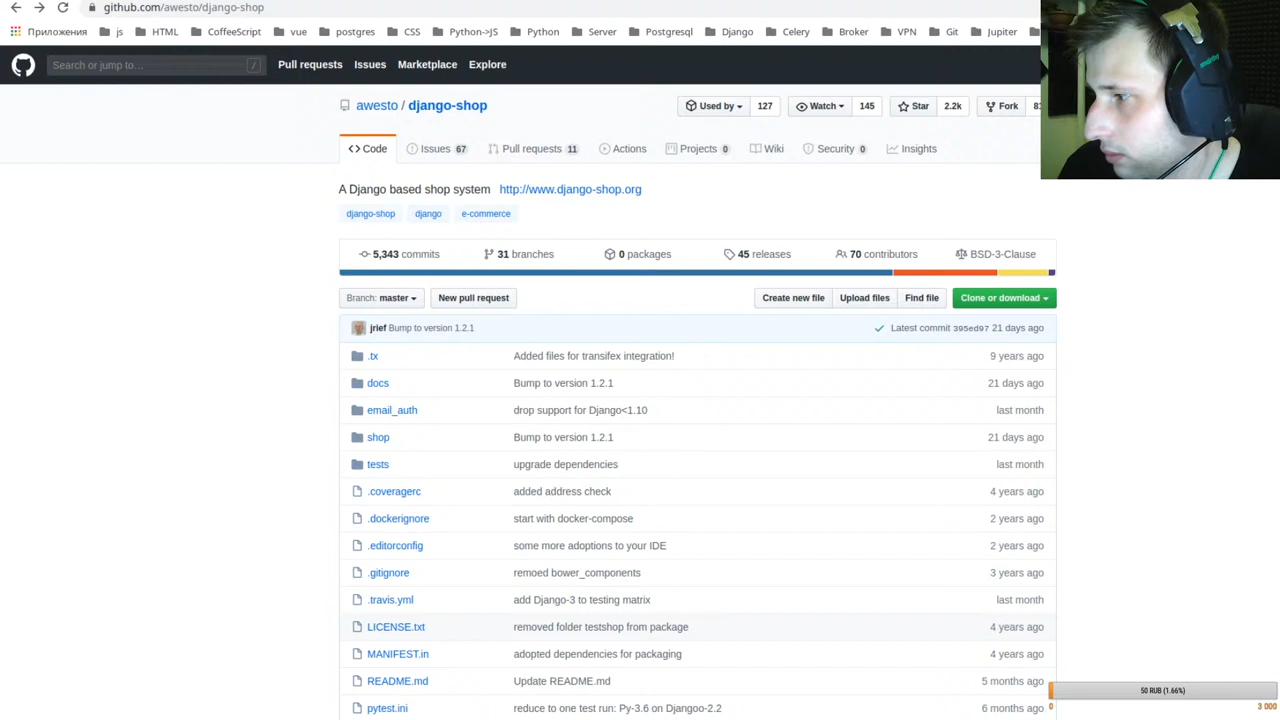 github.com/awesto/django-shop
Приложения js HTML CoffeeScript vue postgres CSS Python->JS Python Server Postgresql Django Celery Broker VPN Git Jupiter
Search or jump to… / Pull requests Issues Marketplace Explore
awesto / django-shop Used by 127 Watch 145 Star 2.2k Fork
Code Issues 67 Pull requests 11 Actions Projects 0 Wiki Security 0 Insights
A Django based shop system http://www.django-shop.org
django-shop django e-commerce
5,343 commits 31 branches 0 packages 45 releases 70 contributors BSD-3-Clause
Branch: master New pull request Create new file Upload files Find file Clone or download
jrief Bump to version 1.2.1 Latest commit 395ed97 21 days ago
.tx Added files for transifex integration! 9 years ago
docs Bump to version 1.2.1 21 days ago
email_auth drop support for Django<1.10 last month
shop Bump to version 1.2.1 21 days ago
tests upgrade dependencies last month
.coveragerc added address check 4 years ago
.dockerignore start with docker-compose 2 years ago
.editorconfig some more adoptions to your IDE 2 years ago
.gitignore remoed bower_components 3 years ago
.travis.yml add Django-3 to testing matrix last month
LICENSE.txt removed folder testshop from package 4 years ago
MANIFEST.in adopted dependencies for packaging 4 years ago
README.md Update README.md 5 months ago
pytest.ini reduce to one test run: Py-3.6 on Djangoo-2.2 6 months ago
50 RUB (1.66%)
0 3 000